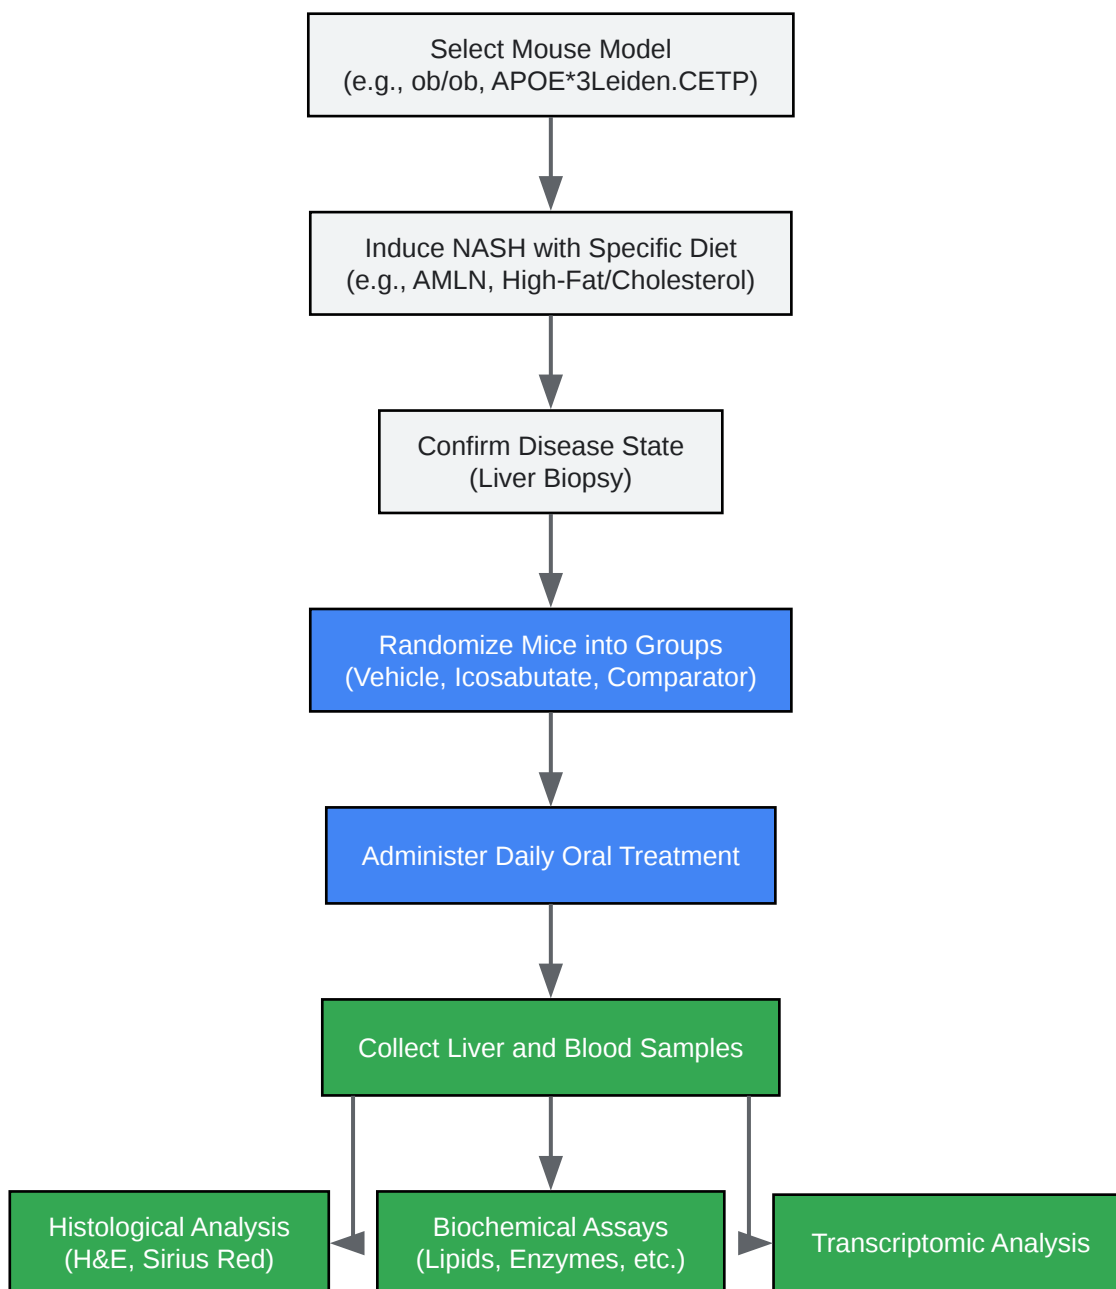 Select Mouse Model
(e.g., ob/ob, APOE*3Leiden.CETP)
Induce NASH with Specific Diet
(e.g., AMLN, High-Fat/Cholesterol)
Confirm Disease State
(Liver Biopsy)
Randomize Mice into Groups
(Vehicle, Icosabutate, Comparator)
Administer Daily Oral Treatment
Collect Liver and Blood Samples
Histological Analysis
(H&E, Sirius Red)
Biochemical Assays
(Lipids, Enzymes, etc.)
Transcriptomic Analysis